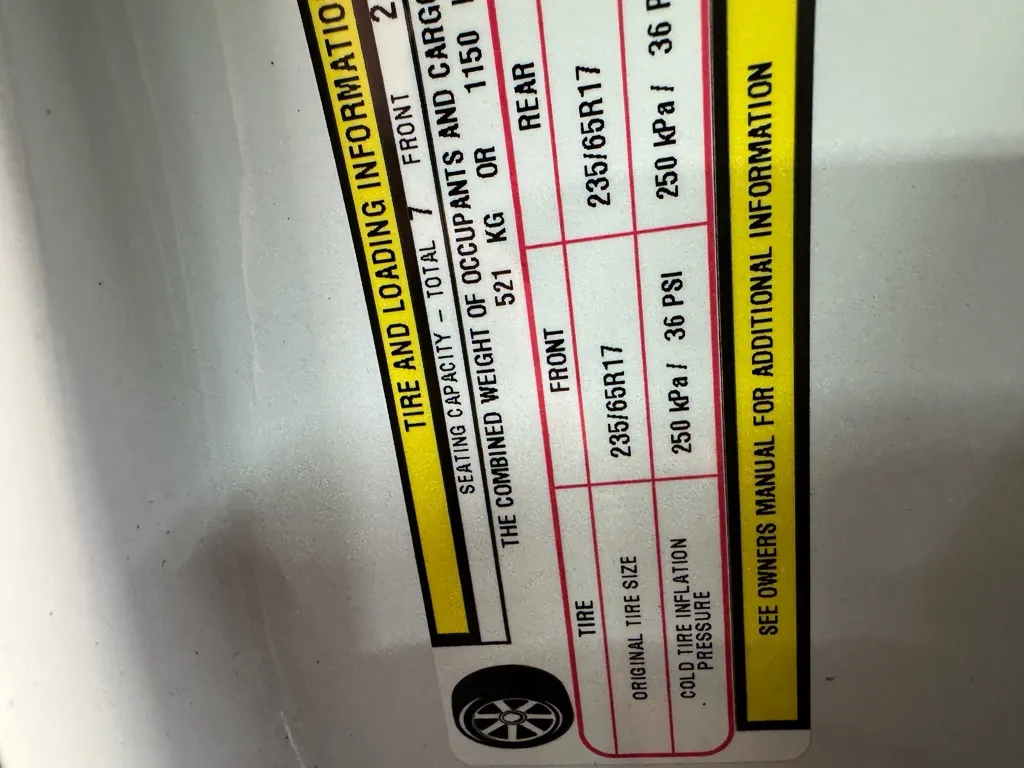 TIRE AND LOADING INFORMATIO
SEATING CAPACITY – TOTAL 7 FRONT 2
THE COMBINED WEIGHT OF OCCUPANTS AND CARGO
521 KG OR 1150
TIRE FRONT REAR
ORIGINAL TIRE SIZE 235/65R17 235/65R17
COLD TIRE INFLATION
PRESSURE 250 kPa/ 36 PSI 250 kPa/ 36 P
SEE OWNERS MANUAL FOR ADDITIONAL INFORMATION